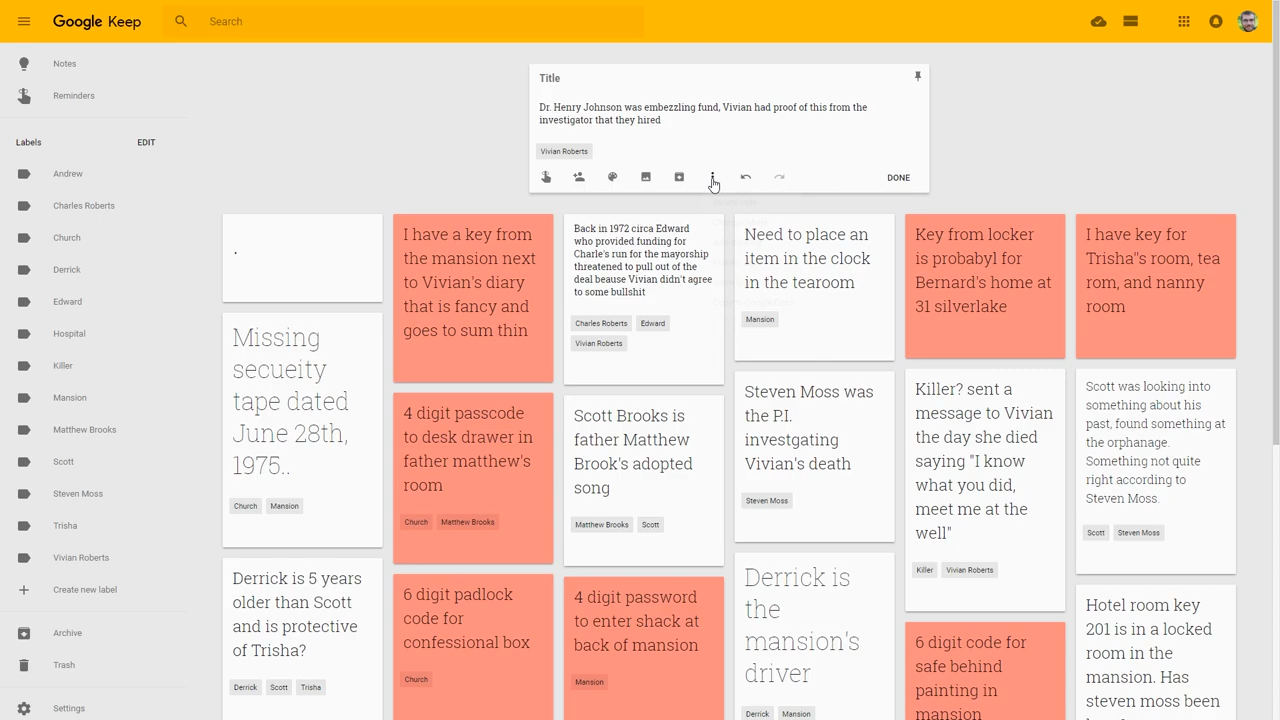 Google Keep
Search
Notes
Reminders
Labels
EDIT
Andrew
Charles Roberts
Church
Derrick
Edward
Hospital
Killer
Mansion
Matthew Brooks
Scott
Steven Moss
Trisha
Vivian Roberts
Create new label
Archive
Trash
Settings
Title
Dr. Henry Johnson was embezzling fund, Vivian had proof of this from the
investigator that they hired
Vivian Roberts
DONE
.
Missing
secueity
tape dated
June 28th,
1975..
Church Mansion
Derrick is 5 years
older than Scott
and is protective
of Trisha?
Derrick Scott Trisha
I have a key from
the mansion next
to Vivian's diary
that is fancy and
goes to sum thin
4 digit passcode
to desk drawer in
father matthew's
room
Church Matthew Brooks
6 digit padlock
code for
confessional box
Church
Back in 1972 circa Edward
who provided funding for
Charle's run for the mayorship
threatened to pull out of the
deal beause Vivian didn't agree
to some bullshit
Charles Roberts Edward
Vivian Roberts
Scott Brooks is
father Matthew
Brook's adopted
song
Matthew Brooks Scott
4 digit password
to enter shack at
back of mansion
Mansion
Need to place an
item in the clock
in the tearoom
Mansion
Steven Moss was
the P.I.
investgating
Vivian's death
Steven Moss
Derrick is
the
mansion's
driver
Derrick Mansion
Key from locker
is probabyl for
Bernard's home at
31 silverlake
Killer? sent a
message to Vivian
the day she died
saying "I know
what you did,
meet me at the
well"
Killer Vivian Roberts
6 digit code for
safe behind
painting in
mansion
I have key for
Trisha"s room, tea
rom, and nanny
room
Scott was looking into
something about his
past, found something at
the orphanage.
Something not quite
right according to
Steven Moss.
Scott Steven Moss
Hotel room key
201 is in a locked
room in the
mansion. Has
steven moss been